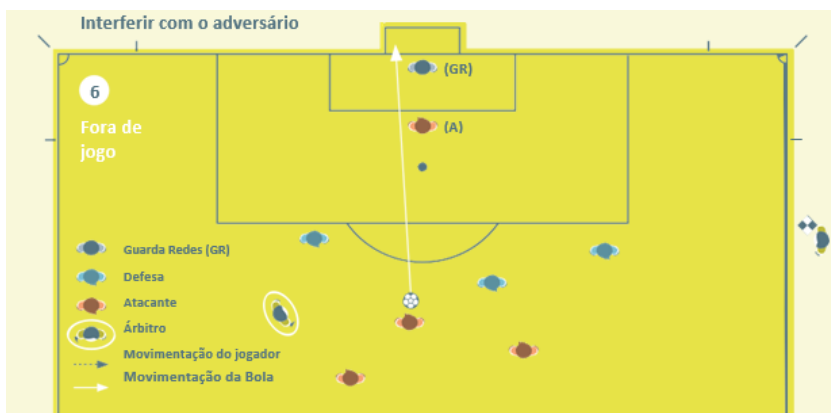 Interferir com o adversário
(GR)
6
Fora de
jogo
(A)
Guarda Redes (GR)
Defesa
Atacante
Árbitro
Movimentação do jogador
Movimentação da Bola